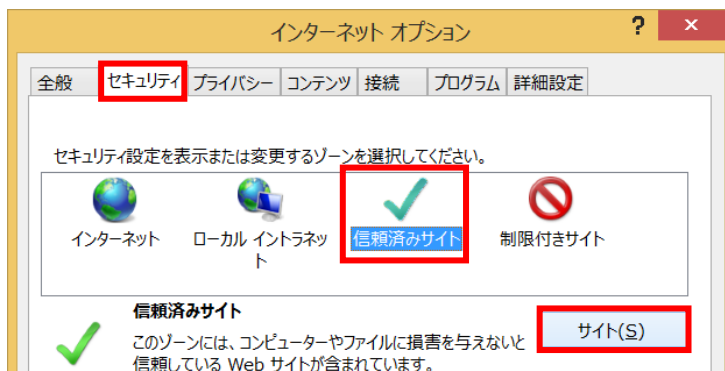 インターネット オプション
? ×
全般 セキュリティ プライバシー コンテンツ 接続 プログラム 詳細設定
セキュリティ設定を表示または変更するゾーンを選択してください。
インターネット ローカル イントラネッ 信頼済みサイト 制限付きサイト
ト
信頼済みサイト
サイト(S)
このゾーンには、コンピューターやファイルに損害を与えないと
信頼している Web サイトが含まれています。